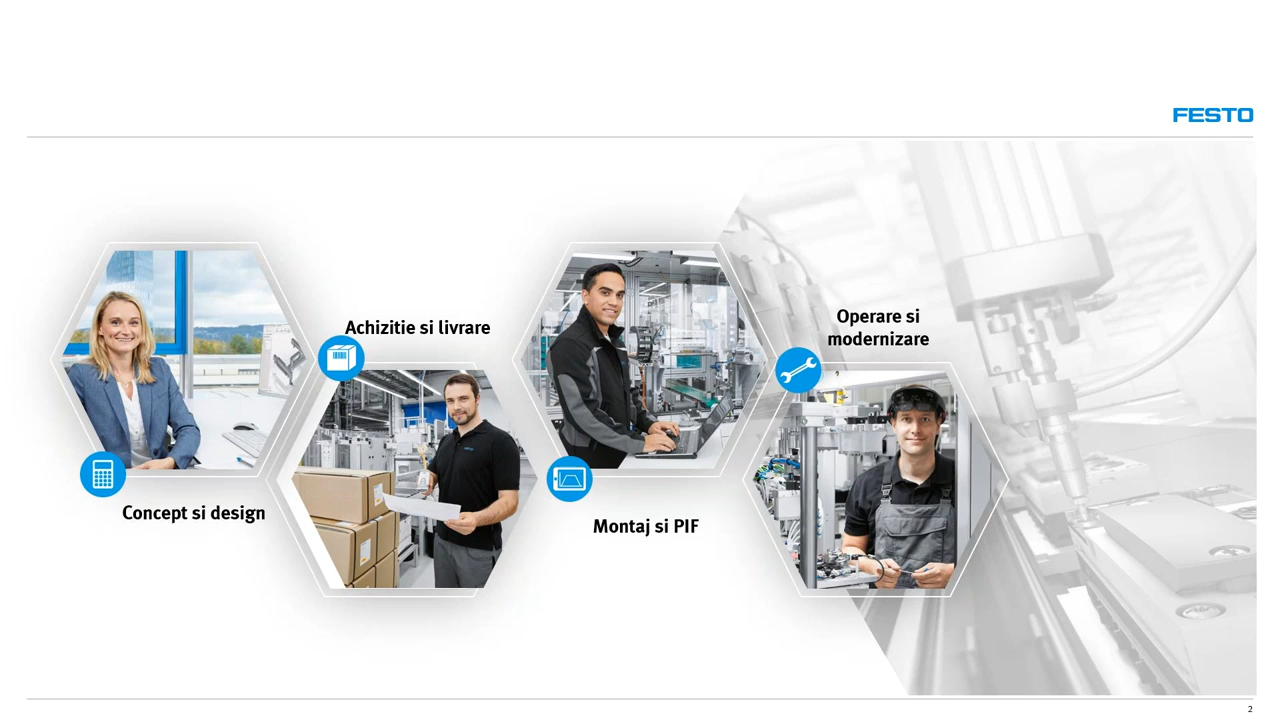 FESTO
Achizitie si livrare
Operare si
modernizare
Concept si design
Montaj si PIF
2